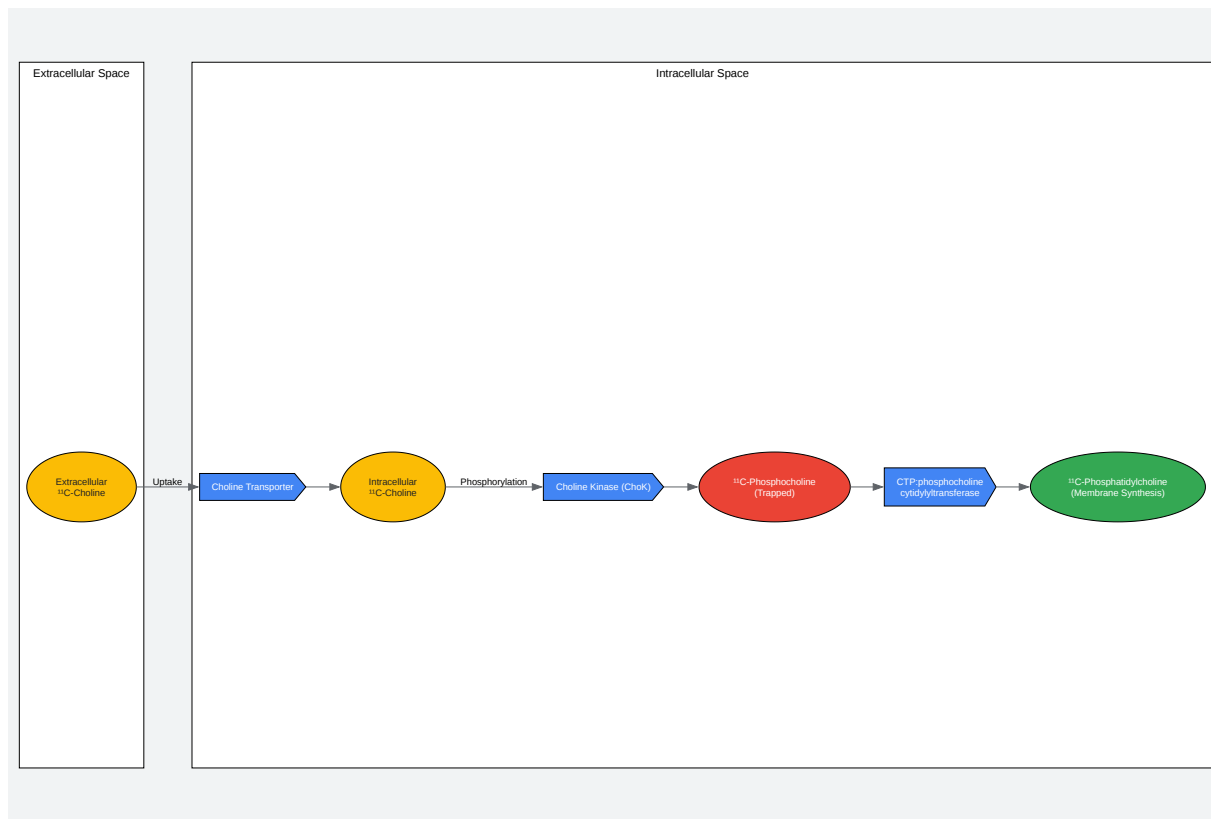 Extracellular Space
Intracellular Space
Extracellular
¹¹C-Choline
Uptake
Choline Transporter
Intracellular
¹¹C-Choline
Phosphorylation
Choline Kinase (ChoK)
¹¹C-Phosphocholine
(Trapped)
CTP:phosphocholine
cytidylyltransferase
¹¹C-Phosphatidylcholine
(Membrane Synthesis)